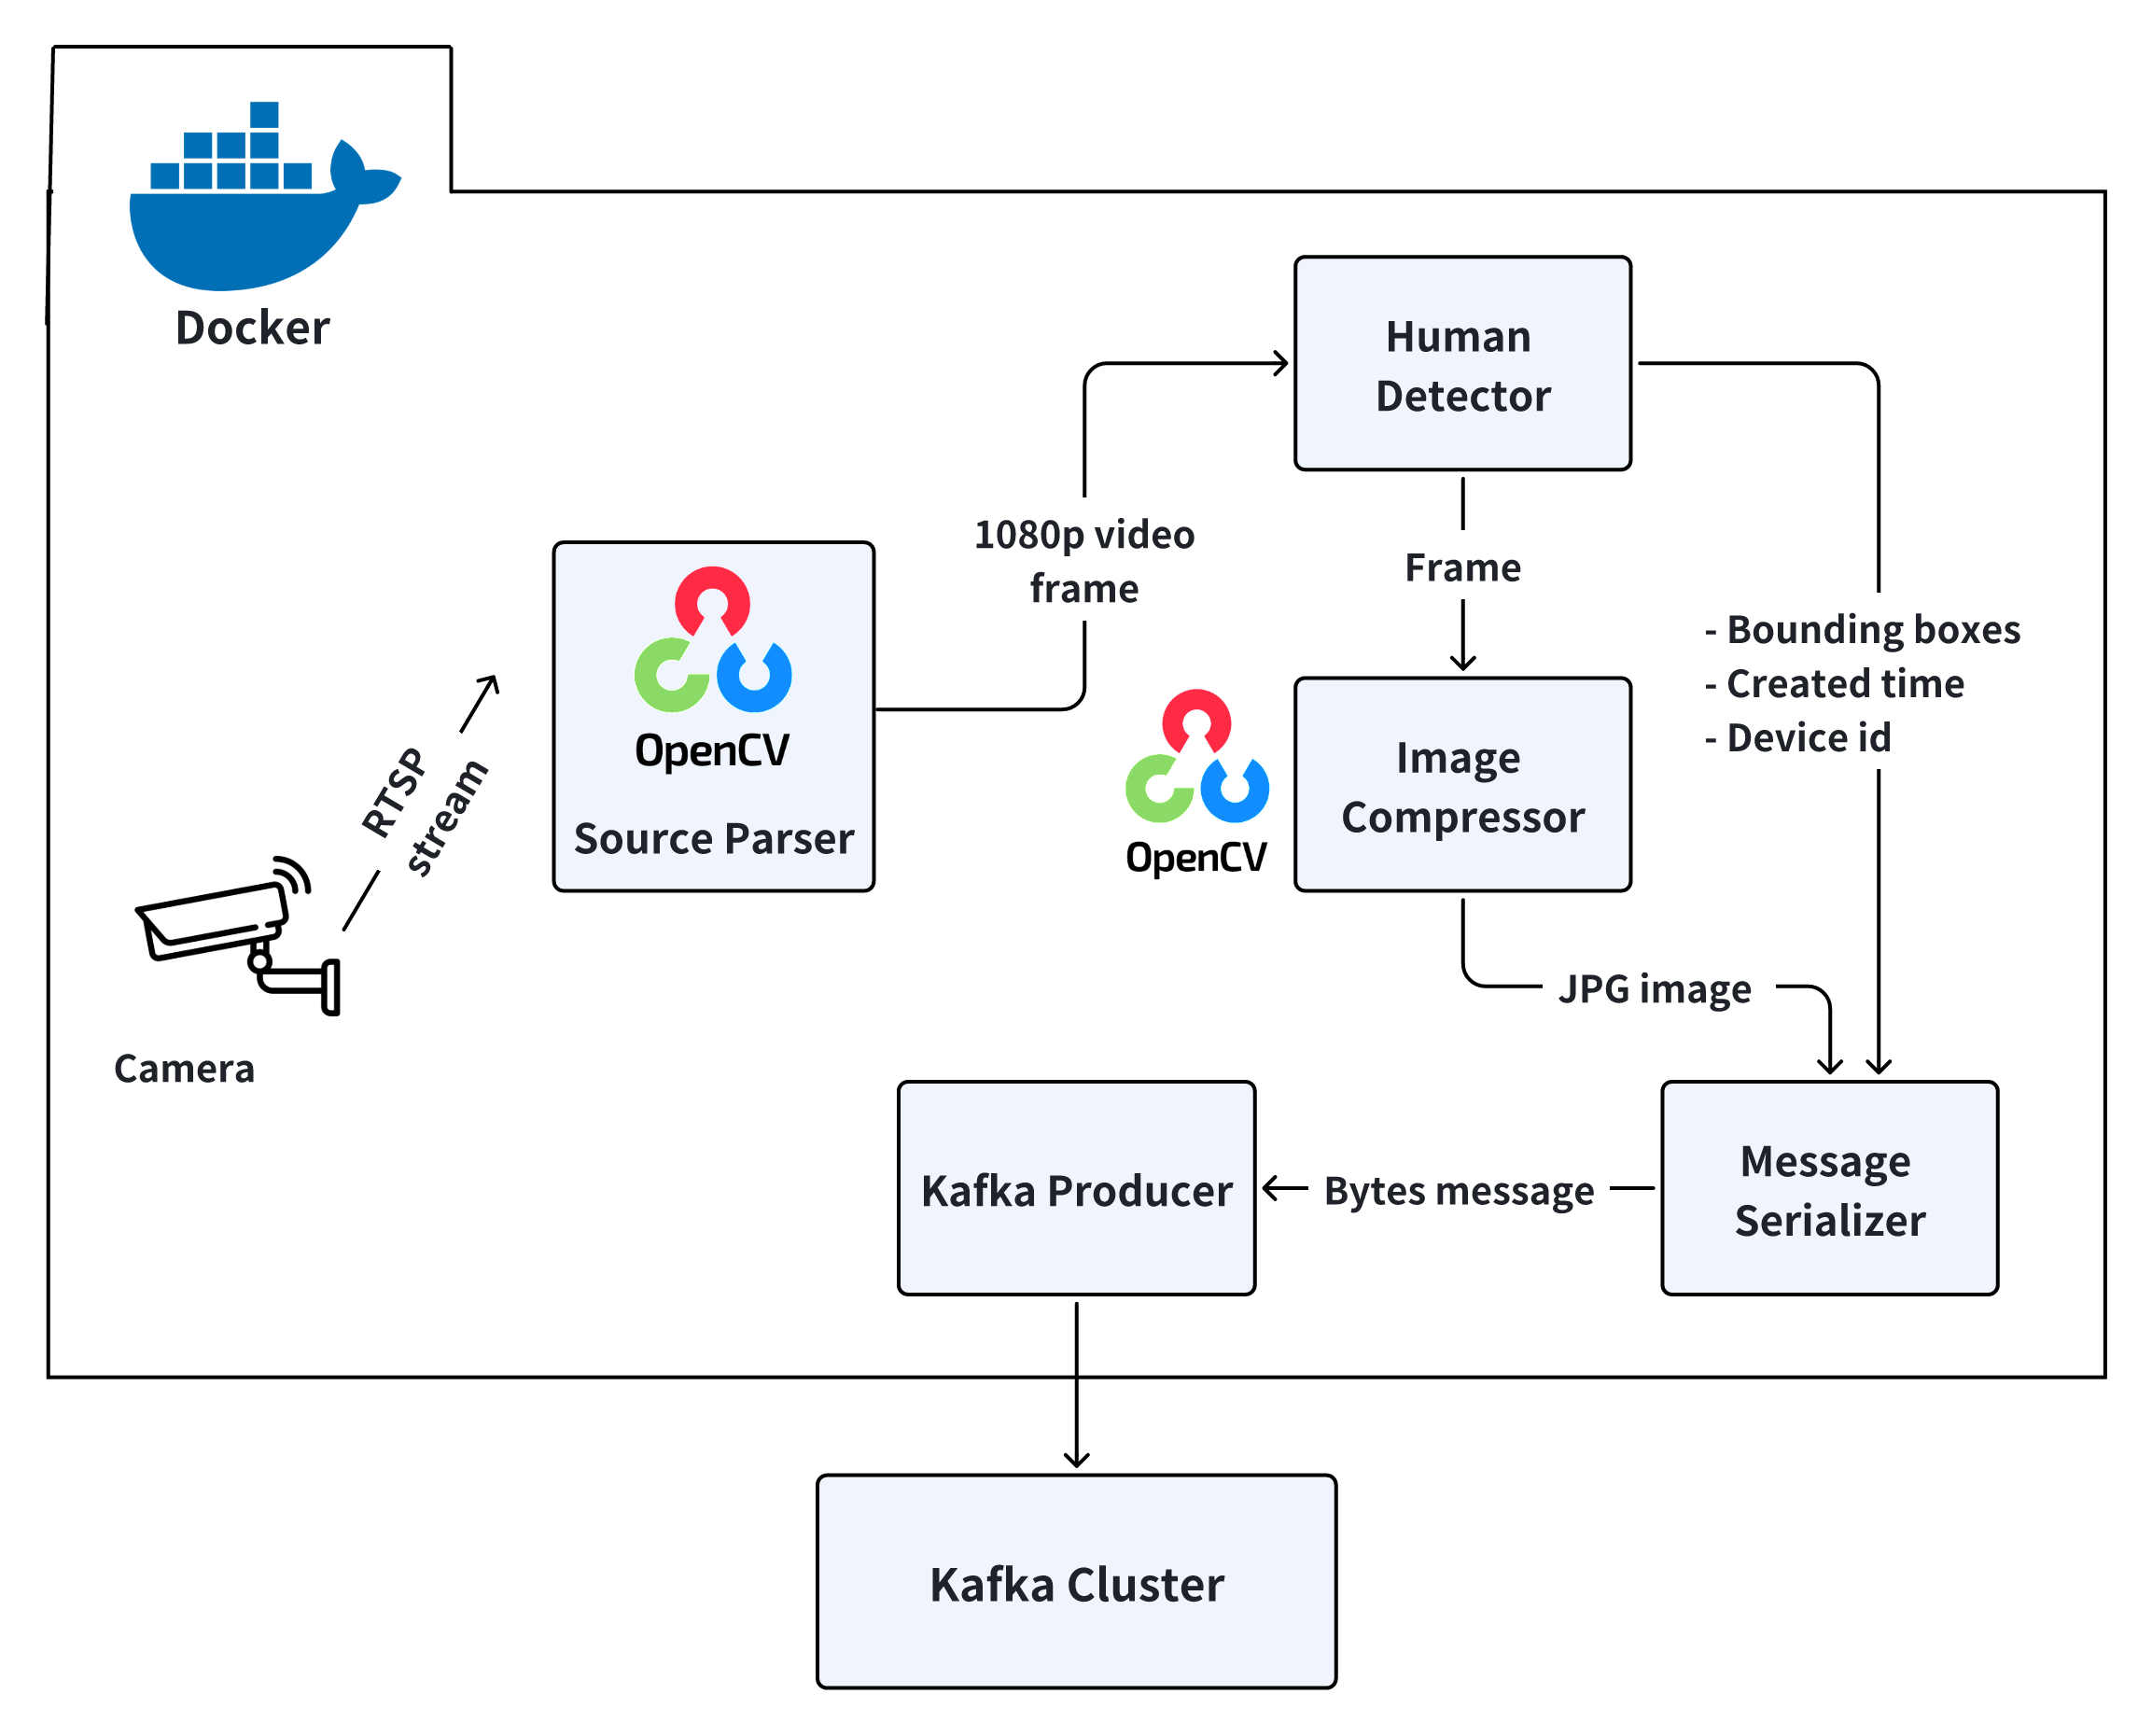 Docker
Human
Detector
1080p video
frame
Frame
- Bounding boxes
- Created time
- Device id
OpenCV
Source Parser
RTSP
stream
OpenCV
Image
Compressor
Camera
JPG image
Kafka Producer
Bytes message
Message
Serializer
Kafka Cluster